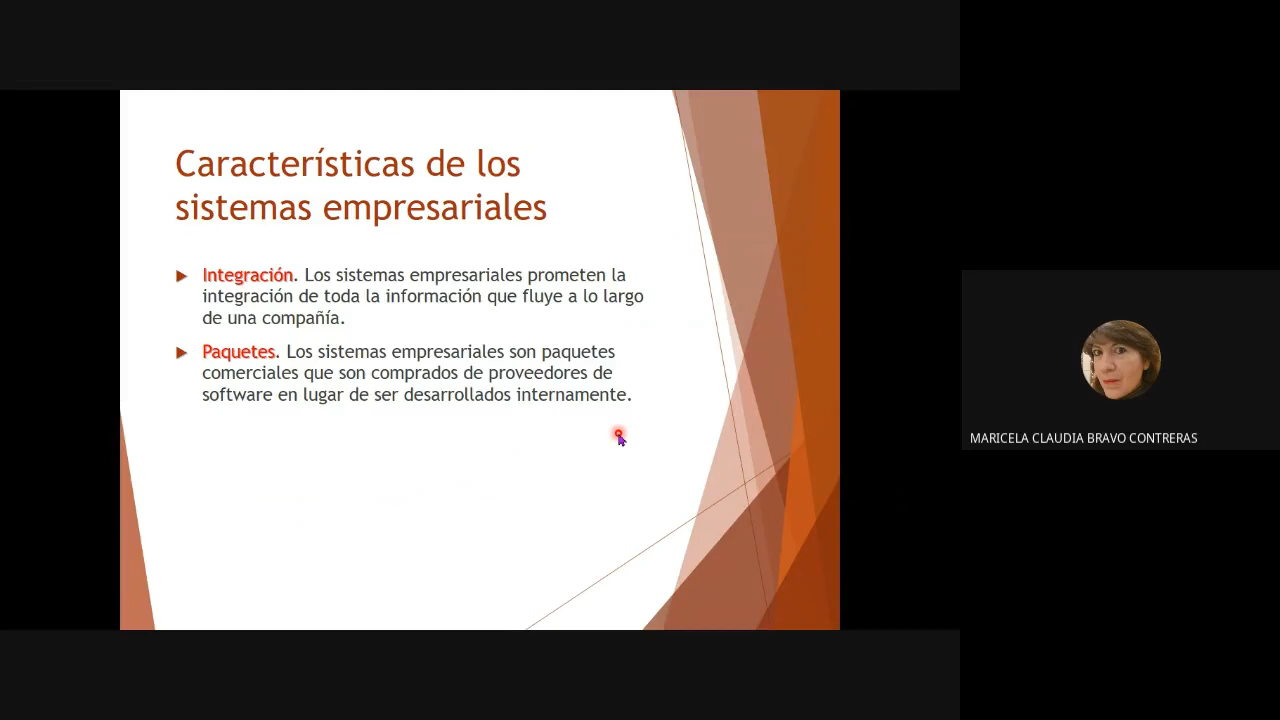 Características de los
sistemas empresariales
Integración. Los sistemas empresariales prometen la
integración de toda la información que fluye a lo largo
de una compañía.
Paquetes. Los sistemas empresariales son paquetes
comerciales que son comprados de proveedores de
software en lugar de ser desarrollados internamente.
MARICELA CLAUDIA BRAVO CONTRERAS